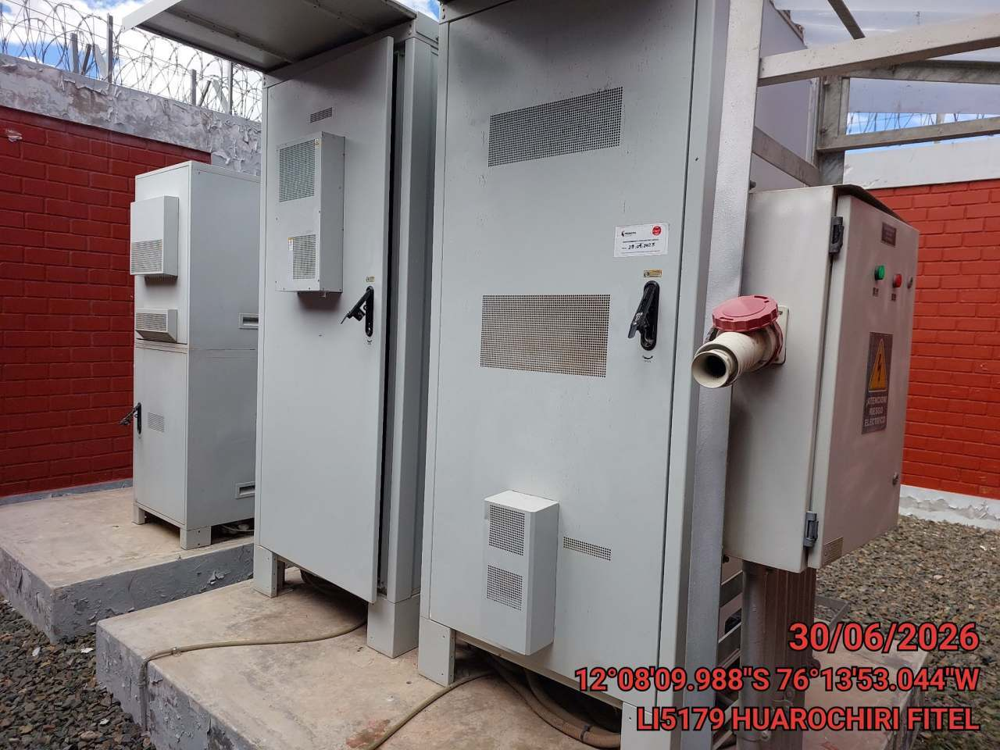 ¡ATENCION!
RIESGO
ELECTRICO
30/06/2026
12°08'09.988"S 76°13'53.044"W
LI5179 HUAROCHIRI FITEL